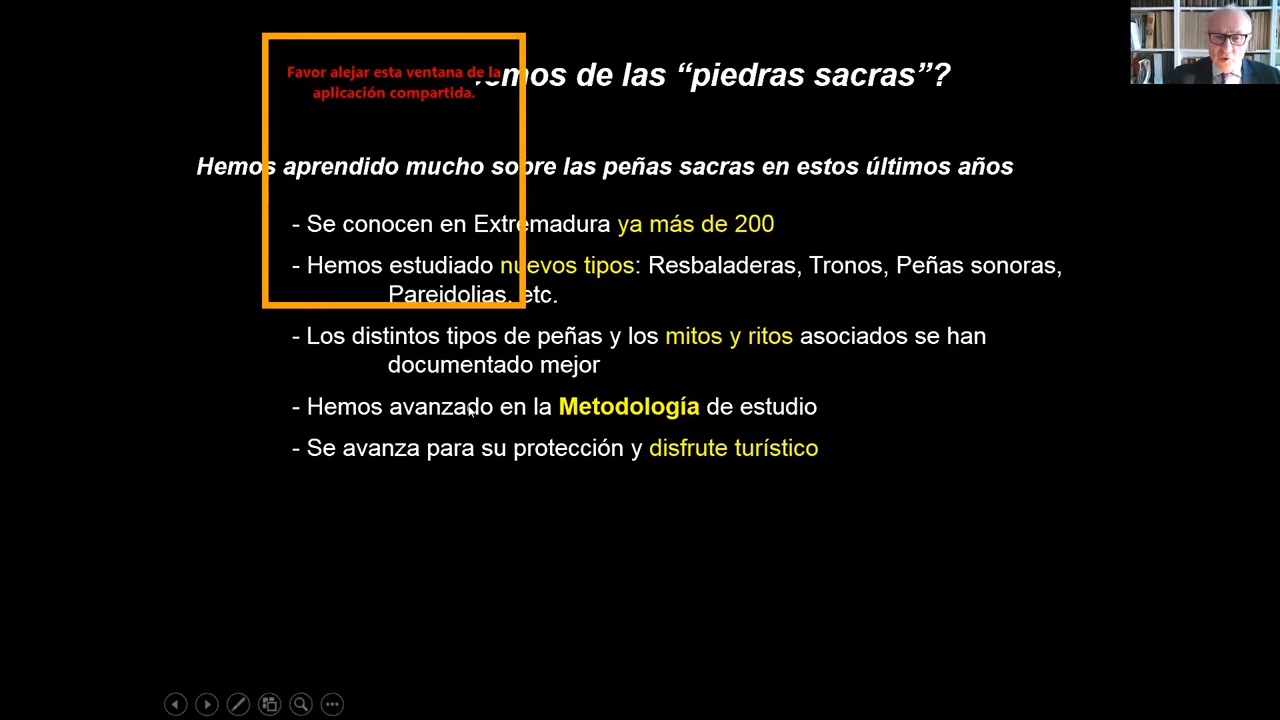 Favor alejar esta ventana de la
aplicación compartida.
de las “piedras sacras”?
Hemos aprendido mucho sobre las peñas sacras en estos últimos años
- Se conocen en Extremadura ya más de 200
- Hemos estudiado nuevos tipos: Resbaladeras, Tronos, Peñas sonoras,
Pareidolias, etc.
- Los distintos tipos de peñas y los mitos y ritos asociados se han
documentado mejor
- Hemos avanzado en la Metodología de estudio
- Se avanza para su protección y disfrute turístico